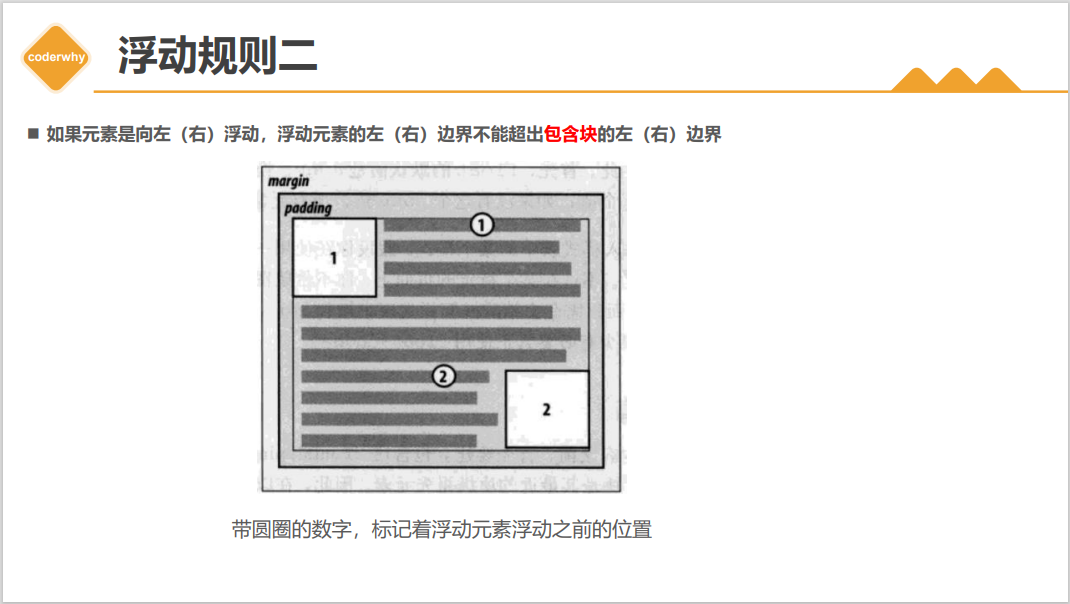 coderwhy
浮动规则二
■ 如果元素是向左（右）浮动，浮动元素的左（右）边界不能超出包含块的左（右）边界
margin
padding
1
1
2
2
带圆圈的数字，标记着浮动元素浮动之前的位置